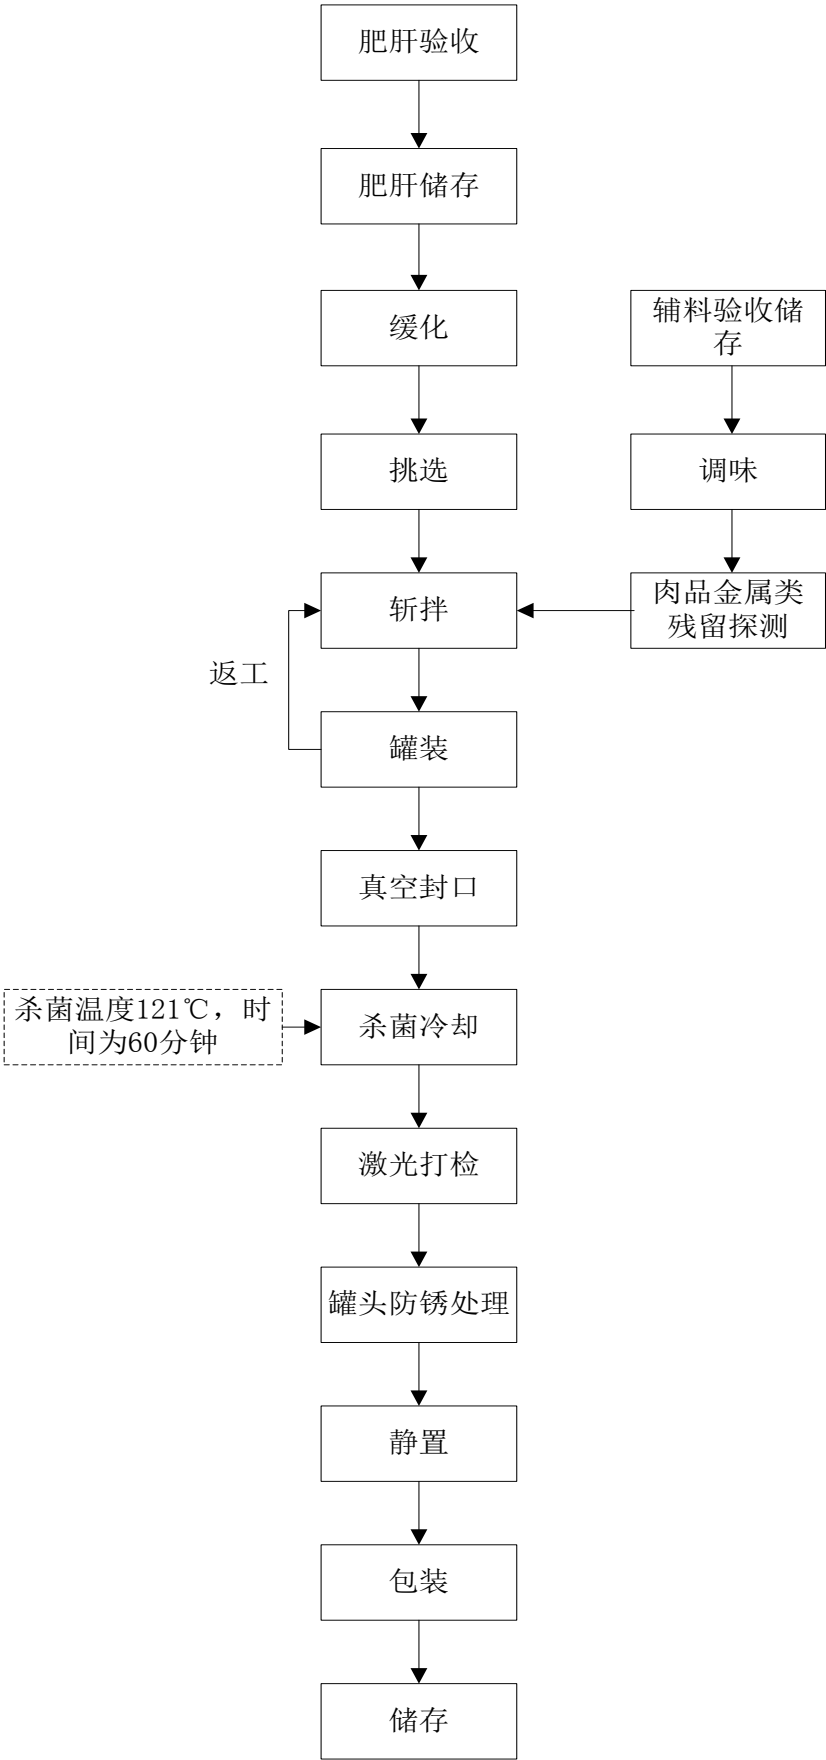 肥肝验收
肥肝储存
缓化
辅料验收储
存
挑选
调味
斩拌
肉品金属类
残留探测
返工
罐装
真空封口
杀菌温度121℃，时
间为60分钟
杀菌冷却
激光打检
罐头防锈处理
静置
包装
储存